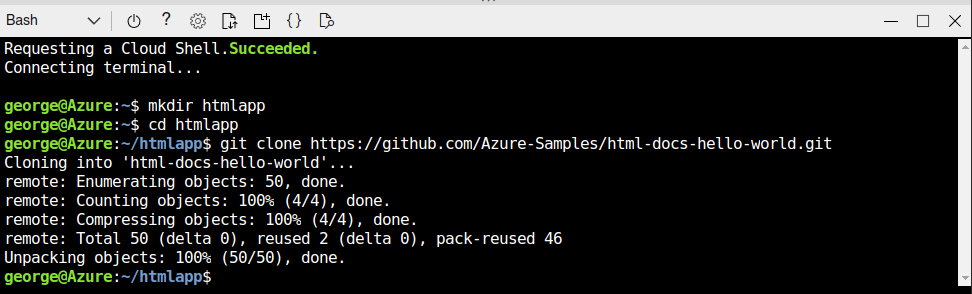 Bash
?
{}
Requesting a Cloud Shell.Succeeded.
Connecting terminal...
george@Azure:~$ mkdir htmlapp
george@Azure:~$ cd htmlapp
george@Azure:~/htmlapp$ git clone https://github.com/Azure-Samples/html-docs-hello-world.git
Cloning into 'html-docs-hello-world'...
remote: Enumerating objects: 50, done.
remote: Counting objects: 100% (4/4), done.
remote: Compressing objects: 100% (4/4), done.
remote: Total 50 (delta 0), reused 2 (delta 0), pack-reused 46
Unpacking objects: 100% (50/50), done.
george@Azure:~/htmlapp$